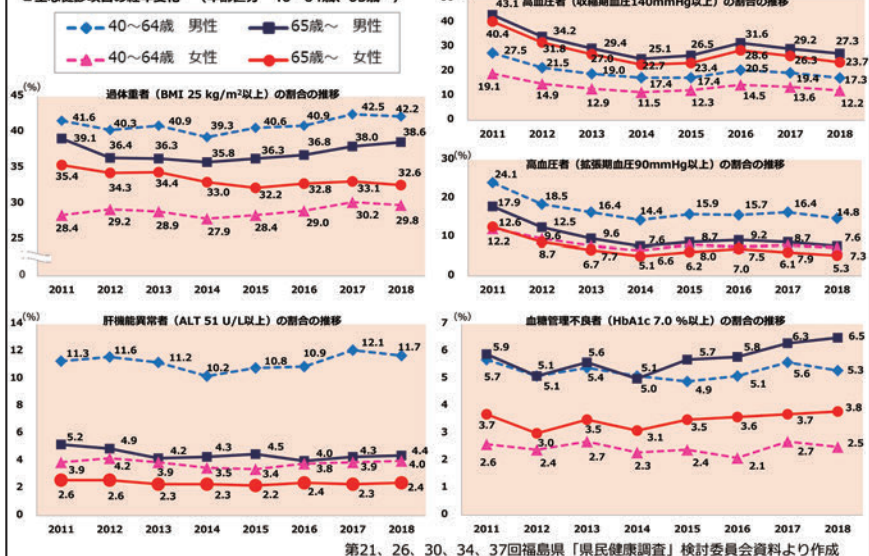 40～64歳 男性
65歳～ 男性
40～64歳 女性
65歳～ 女性
(%)
過体重者（BMI 25 kg/m²以上）の割合の推移
45
40
35
30
25
0
41.6 40.3 40.9 39.3 40.6 40.9 42.5 42.2
39.1 36.4 36.3 35.8 36.3 36.8 38.0 38.6
35.4 34.3 34.4 33.0 32.2 32.8 33.1 32.6
28.4 29.2 28.9 27.9 28.4 29.0 30.2 29.8
2011 2012 2013 2014 2015 2016 2017 2018
高血圧者（収縮期血圧140mmHg以上）の割合の推移
40
30
20
10
0
43.1 34.2 29.4 25.1 26.5 31.6 29.2 27.3
40.4 31.8 27.0 22.7 23.4 28.6 26.3 23.7
27.5 21.5 19.0 17.4 17.4 20.5 19.4 17.3
19.1 14.9 12.9 11.5 12.3 14.5 13.6 12.2
2011 2012 2013 2014 2015 2016 2017 2018
(%)
高血圧者（拡張期血圧90mmHg以上）の割合の推移
30
20
10
0
24.1 18.5 16.4 14.4 15.9 15.7 16.4 14.8
17.9 12.5 9.6 7.6 8.7 9.2 8.7 7.6
12.6 9.6 7.7 6.6 8.0 7.5 7.9 7.3
12.2 8.7 6.7 5.1 6.2 7.0 6.1 5.3
2011 2012 2013 2014 2015 2016 2017 2018
(%)
肝機能異常者（ALT 51 U/L以上）の割合の推移
14
12
10
8
6
4
2
0
11.3 11.6 11.2 10.2 10.8 10.9 12.1 11.7
5.2 4.9 4.2 4.3 4.5 4.0 4.3 4.4
3.9 4.2 3.9 3.5 3.4 3.8 3.9 4.0
2.6 2.6 2.3 2.3 2.2 2.4 2.3 2.4
2011 2012 2013 2014 2015 2016 2017 2018
(%)
血糖管理不良者（HbA1c 7.0 %以上）の割合の推移
7
6
5
4
3
2
1
0
5.9 5.1 5.6 5.0 5.7 5.8 6.3 6.5
5.7 5.1 5.4 5.1 4.9 5.1 5.6 5.3
3.7 3.0 3.5 3.1 3.5 3.6 3.7 3.8
2.6 2.4 2.7 2.3 2.4 2.1 2.7 2.5
2011 2012 2013 2014 2015 2016 2017 2018
第21、26、30、34、37回福島県「県民健康調査」検討委員会資料より作成